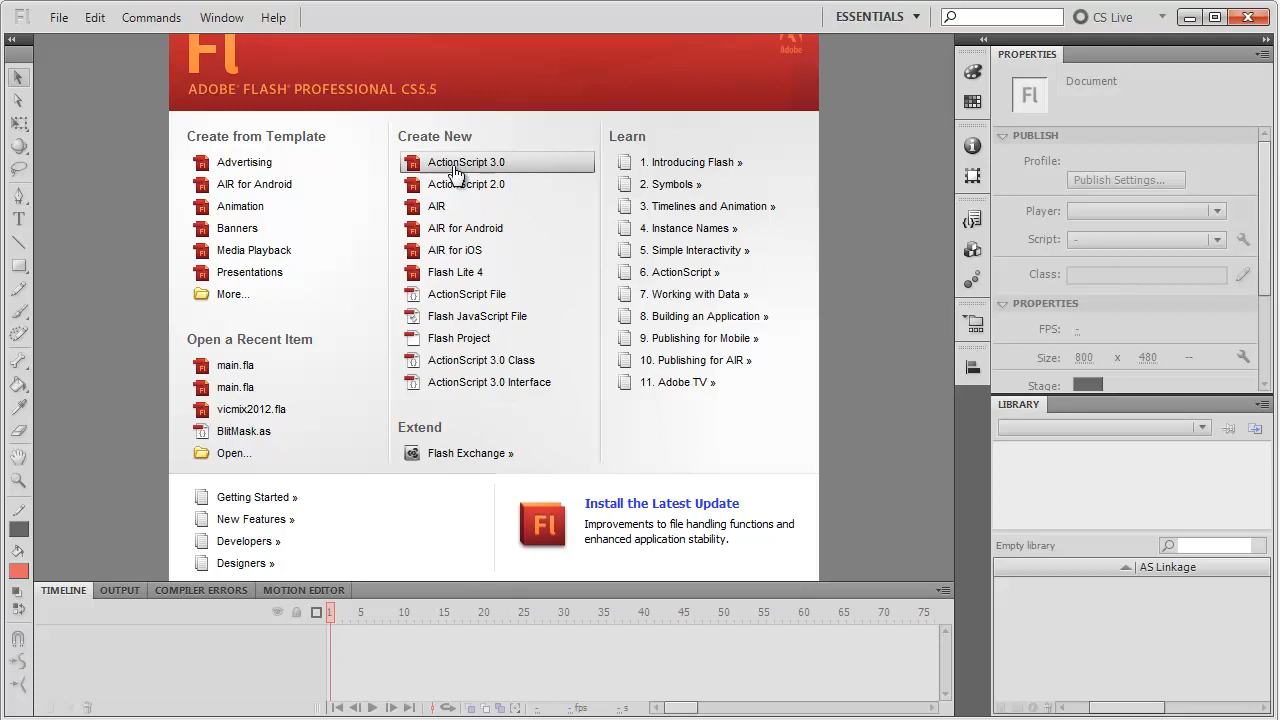 Fl File Edit Commands Window Help ESSENTIALS CS Live
Fl Adobe
ADOBE® FLASH® PROFESSIONAL CS5.5
Create from Template
Advertising
AIR for Android
Animation
Banners
Media Playback
Presentations
More...
Open a Recent Item
main.fla
main.fla
vicmix2012.fla
BlitMask.as
Open...
Create New
ActionScript 3.0
ActionScript 2.0
AIR
AIR for Android
AIR for iOS
Flash Lite 4
ActionScript File
Flash JavaScript File
Flash Project
ActionScript 3.0 Class
ActionScript 3.0 Interface
Extend
Flash Exchange »
Learn
1. Introducing Flash »
2. Symbols »
3. Timelines and Animation »
4. Instance Names »
5. Simple Interactivity »
6. ActionScript »
7. Working with Data »
8. Building an Application »
9. Publishing for Mobile »
10. Publishing for AIR »
11. Adobe TV »
Getting Started »
New Features »
Developers »
Designers »
Fl
Install the Latest Update
Improvements to file handling functions and
enhanced application stability.
PROPERTIES
Fl Document
PUBLISH
Profile:
Publish Settings...
Player:
Script: -
Class:
PROPERTIES
FPS: -
Size: 800 x 480 --
Stage:
LIBRARY
Empty library
AS Linkage
TIMELINE OUTPUT COMPILER ERRORS MOTION EDITOR
1 5 10 15 20 25 30 35 40 45 50 55 60 65 70 75
- - fps - s